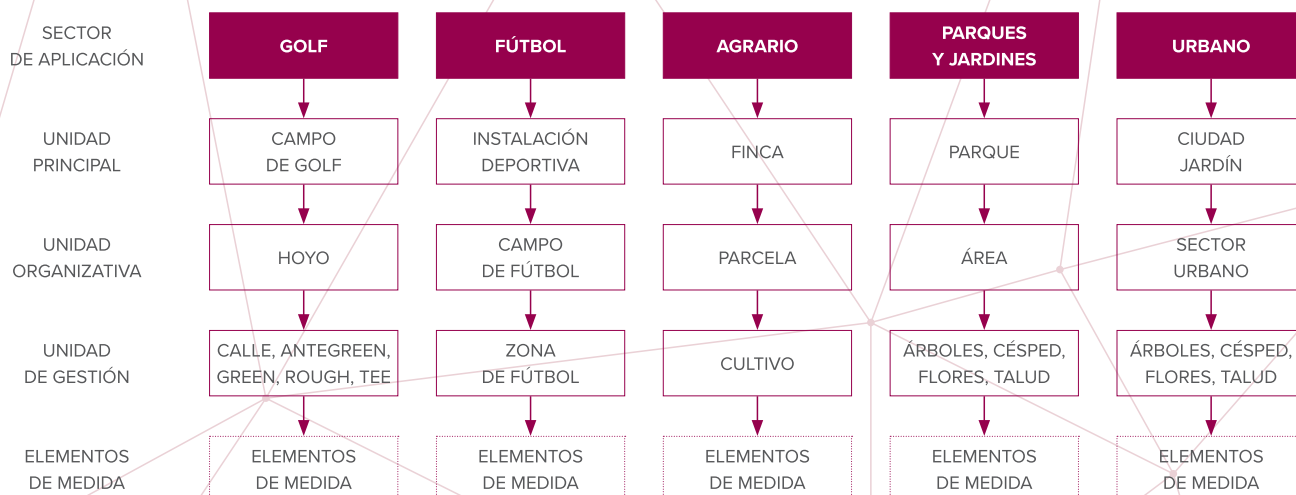 SECTOR
DE APLICACIÓN
GOLF
FÚTBOL
AGRARIO
PARQUES
Y JARDINES
URBANO
UNIDAD
PRINCIPAL
CAMPO
DE GOLF
INSTALACIÓN
DEPORTIVA
FINCA
PARQUE
CIUDAD
JARDÍN
UNIDAD
ORGANIZATIVA
HOYO
CAMPO
DE FÚTBOL
PARCELA
ÁREA
SECTOR
URBANO
UNIDAD
DE GESTIÓN
CALLE, ANTEGREEN,
GREEN, ROUGH, TEE
ZONA
DE FÚTBOL
CULTIVO
ÁRBOLES, CÉSPED,
FLORES, TALUD
ÁRBOLES, CÉSPED,
FLORES, TALUD
ELEMENTOS
DE MEDIDA
ELEMENTOS
DE MEDIDA
ELEMENTOS
DE MEDIDA
ELEMENTOS
DE MEDIDA
ELEMENTOS
DE MEDIDA
ELEMENTOS
DE MEDIDA